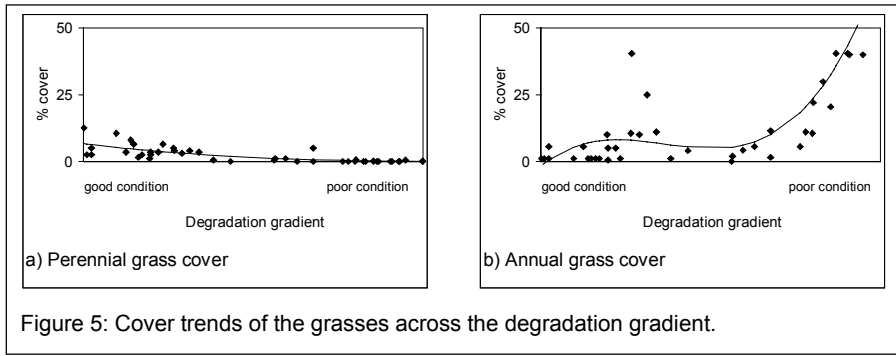 50
25
0
% cover
good condition
poor condition
Degradation gradient
a) Perennial grass cover
50
25
0
% cover
good condition
poor condition
Degradation gradient
b) Annual grass cover
Figure 5: Cover trends of the grasses across the degradation gradient.